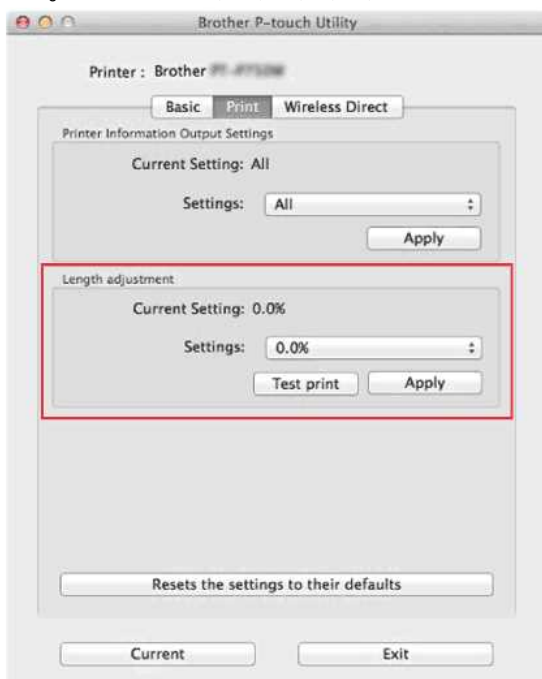 Brother P-touch Utility
Printer : Brother
Basic Print Wireless Direct
Printer Information Output Settings
Current Setting: All
Settings: All
Apply
Length adjustment
Current Setting: 0.0%
Settings: 0.0%
Test print Apply
Resets the settings to their defaults
Current Exit